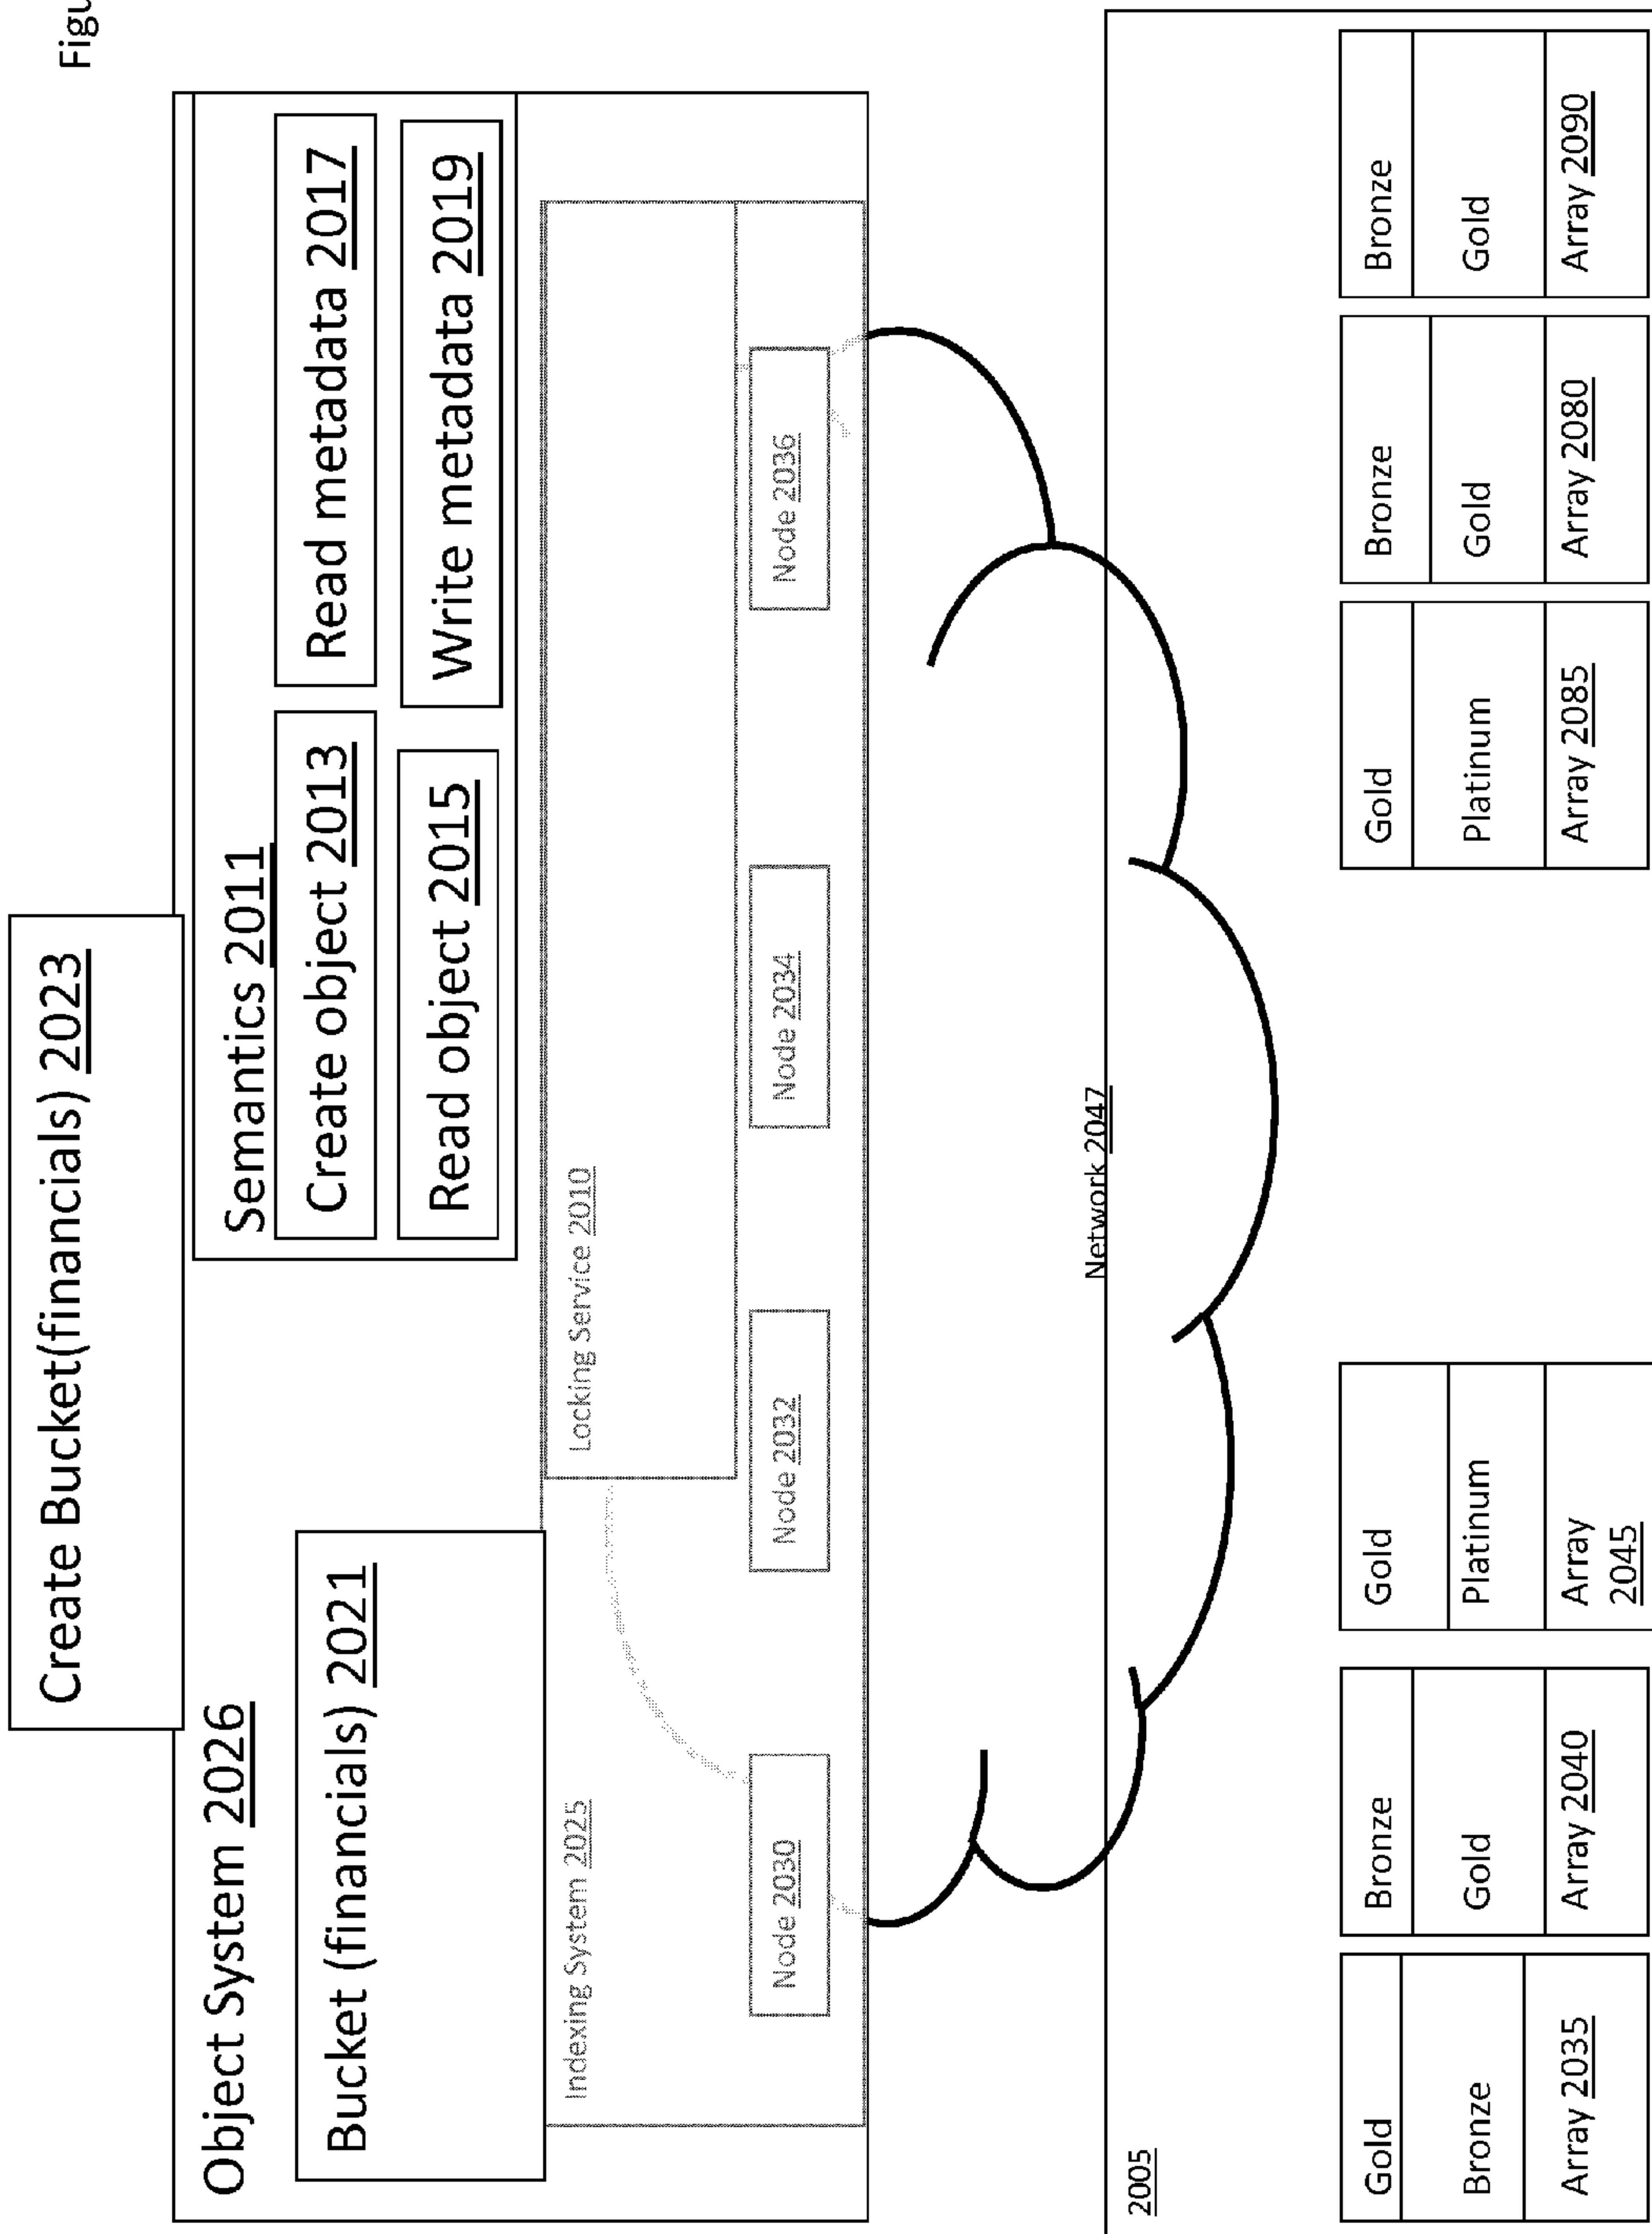 Figu
Create Bucket(financials) 2023
Object System 2026
Semantics 2011
Bucket (financials) 2021
Create object 2013
Read metadata 2017
Read object 2015
Write metadata 2019
Indexing System 2025
Locking Service 2010
Node 2030
Node 2032
Node 2034
Node 2036
Network 2047
2005
Gold
Bronze
Array 2035
Bronze
Gold
Array 2040
Gold
Platinum
Array
2045
Gold
Platinum
Array 2085
Bronze
Gold
Array 2080
Bronze
Gold
Array 2090